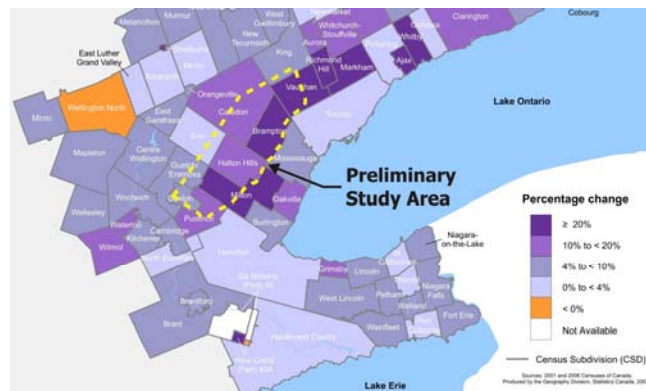 Melancthon
Mulmur
New Tecumseth
East Gwillimbury
Whitchurch-
Stouffville
Clarington
Cobourg
East Luther
Grand Valley
Mono
King
Aurora
Richmond
Hill
Markham
Pickering
Whitby
Ajax
Amaranth
Orangeville
Vaughan
Toronto
Lake Ontario
Wellington North
Minto
East
Garafraxa
Caledon
Erin
Brampton
Mississauga
Mapleton
Centre
Wellington
Guelph/
Eramosa
Halton Hills
Preliminary
Study Area
Woolwich
Guelph
Milton
Oakville
Wellesley
Waterloo
Kitchener
Wilmot
Cambridge
Puslinch
Burlington
North Dumfries
Hamilton
Percentage change
≥ 20%
10% to < 20%
4% to < 10%
0% to < 4%
< 0%
Not Available
Niagara-
on-the-Lake
Grimsby
Lincoln
St.
Catharines
Thorold
Niagara
Falls
West Lincoln
Pelham
Welland
Brantford
Six Nations
(Part) 40
Brant
Wainfleet
Port
Colborne
Fort Erie
Haldimand County
New Credit
(Part) 40A
Lake Erie
Census Subdivision (CSD)
Sources: 2001 and 2006 Censuses of Canada.
Produced by the Geography Division, Statistics Canada, 200